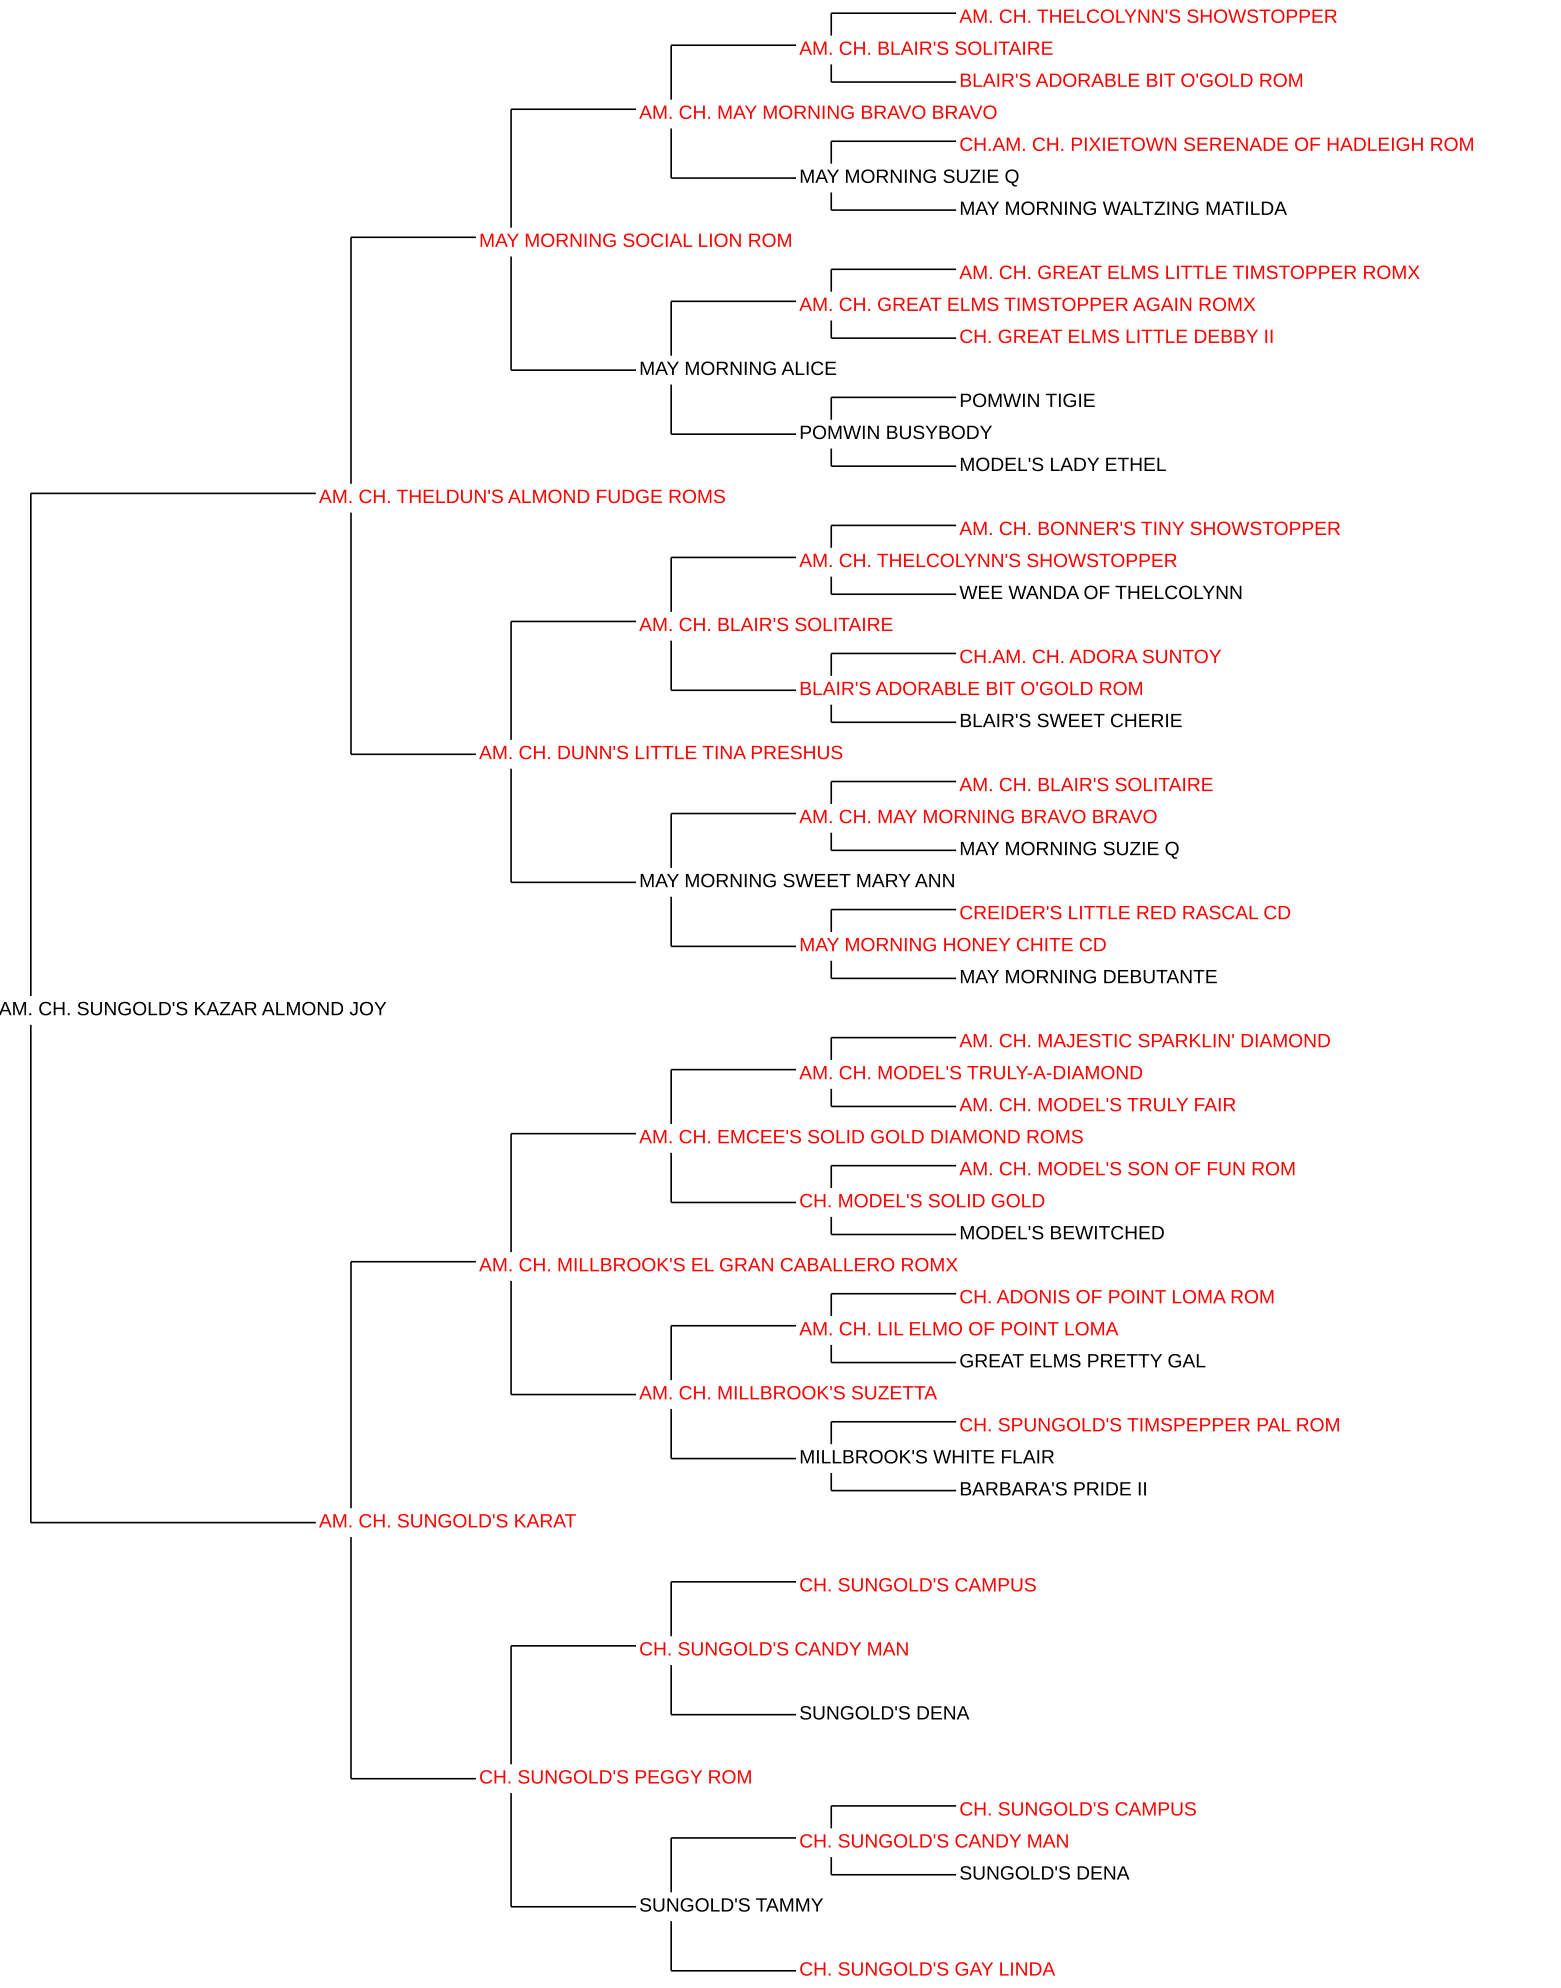 AM. CH. THELCOLYNN'S SHOWSTOPPER
AM. CH. BLAIR'S SOLITAIRE
BLAIR'S ADORABLE BIT O'GOLD ROM
AM. CH. MAY MORNING BRAVO BRAVO
CH.AM. CH. PIXIETOWN SERENADE OF HADLEIGH ROM
MAY MORNING SUZIE Q
MAY MORNING WALTZING MATILDA
MAY MORNING SOCIAL LION ROM
AM. CH. GREAT ELMS LITTLE TIMSTOPPER ROMX
AM. CH. GREAT ELMS TIMSTOPPER AGAIN ROMX
CH. GREAT ELMS LITTLE DEBBY II
MAY MORNING ALICE
POMWIN TIGIE
POMWIN BUSYBODY
MODEL'S LADY ETHEL
AM. CH. THELDUN'S ALMOND FUDGE ROMS
AM. CH. BONNER'S TINY SHOWSTOPPER
AM. CH. THELCOLYNN'S SHOWSTOPPER
WEE WANDA OF THELCOLYNN
AM. CH. BLAIR'S SOLITAIRE
CH.AM. CH. ADORA SUNTOY
BLAIR'S ADORABLE BIT O'GOLD ROM
BLAIR'S SWEET CHERIE
AM. CH. DUNN'S LITTLE TINA PRESHUS
AM. CH. BLAIR'S SOLITAIRE
AM. CH. MAY MORNING BRAVO BRAVO
MAY MORNING SUZIE Q
MAY MORNING SWEET MARY ANN
CREIDER'S LITTLE RED RASCAL CD
MAY MORNING HONEY CHITE CD
MAY MORNING DEBUTANTE
AM. CH. SUNGOLD'S KAZAR ALMOND JOY
AM. CH. MAJESTIC SPARKLIN' DIAMOND
AM. CH. MODEL'S TRULY-A-DIAMOND
AM. CH. MODEL'S TRULY FAIR
AM. CH. EMCEE'S SOLID GOLD DIAMOND ROMS
AM. CH. MODEL'S SON OF FUN ROM
CH. MODEL'S SOLID GOLD
MODEL'S BEWITCHED
AM. CH. MILLBROOK'S EL GRAN CABALLERO ROMX
CH. ADONIS OF POINT LOMA ROM
AM. CH. LIL ELMO OF POINT LOMA
GREAT ELMS PRETTY GAL
AM. CH. MILLBROOK'S SUZETTA
CH. SPUNGOLD'S TIMSPEPPER PAL ROM
MILLBROOK'S WHITE FLAIR
BARBARA'S PRIDE II
AM. CH. SUNGOLD'S KARAT
CH. SUNGOLD'S CAMPUS
CH. SUNGOLD'S CANDY MAN
SUNGOLD'S DENA
CH. SUNGOLD'S PEGGY ROM
CH. SUNGOLD'S CAMPUS
CH. SUNGOLD'S CANDY MAN
SUNGOLD'S DENA
SUNGOLD'S TAMMY
CH. SUNGOLD'S GAY LINDA